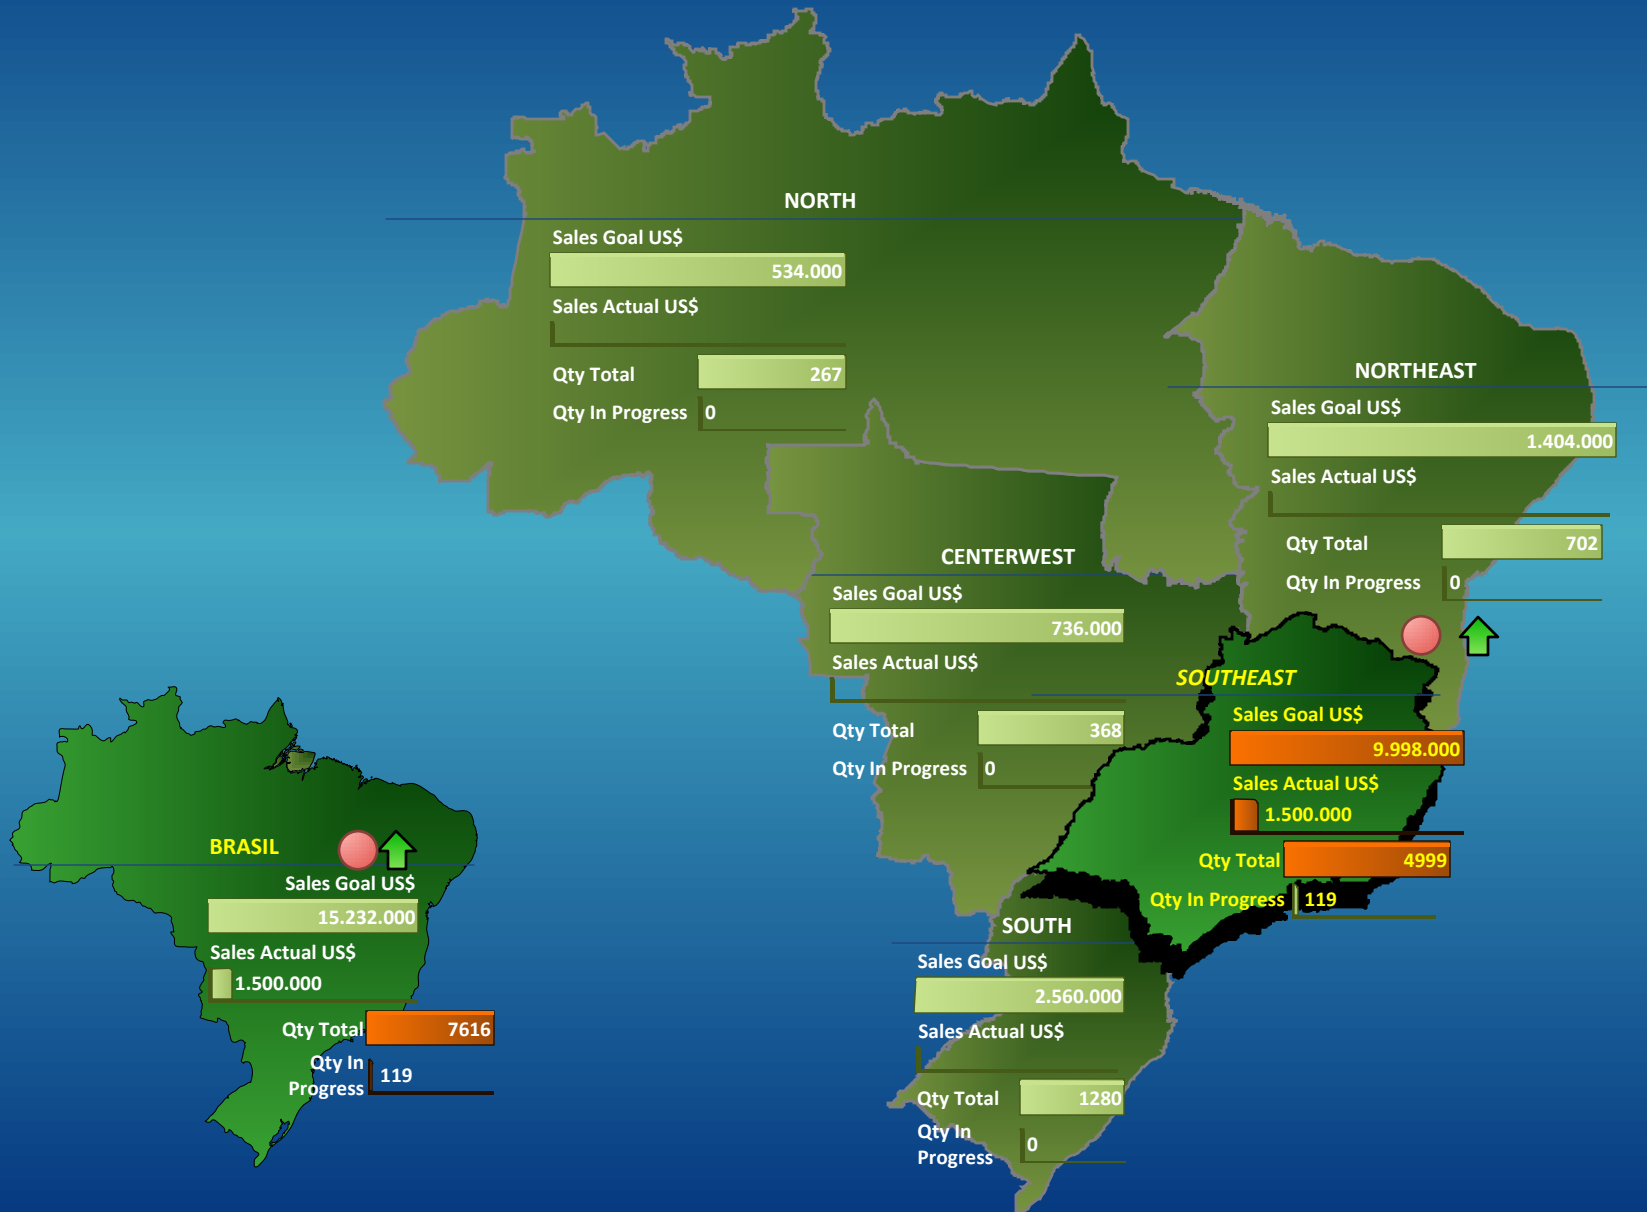 NORTH
Sales Goal US$
534.000
Sales Actual US$
Qty Total 267
Qty In Progress 0
NORTHEAST
Sales Goal US$
1.404.000
Sales Actual US$
Qty Total 702
Qty In Progress 0
CENTERWEST
Sales Goal US$
736.000
Sales Actual US$
Qty Total 368
Qty In Progress 0
SOUTHEAST
Sales Goal US$
9.998.000
Sales Actual US$
1.500.000
Qty Total 4999
Qty In Progress 119
BRASIL
Sales Goal US$
15.232.000
Sales Actual US$
1.500.000
Qty Total 7616
Qty In
Progress 119
SOUTH
Sales Goal US$
2.560.000
Sales Actual US$
Qty Total 1280
Qty In
Progress 0